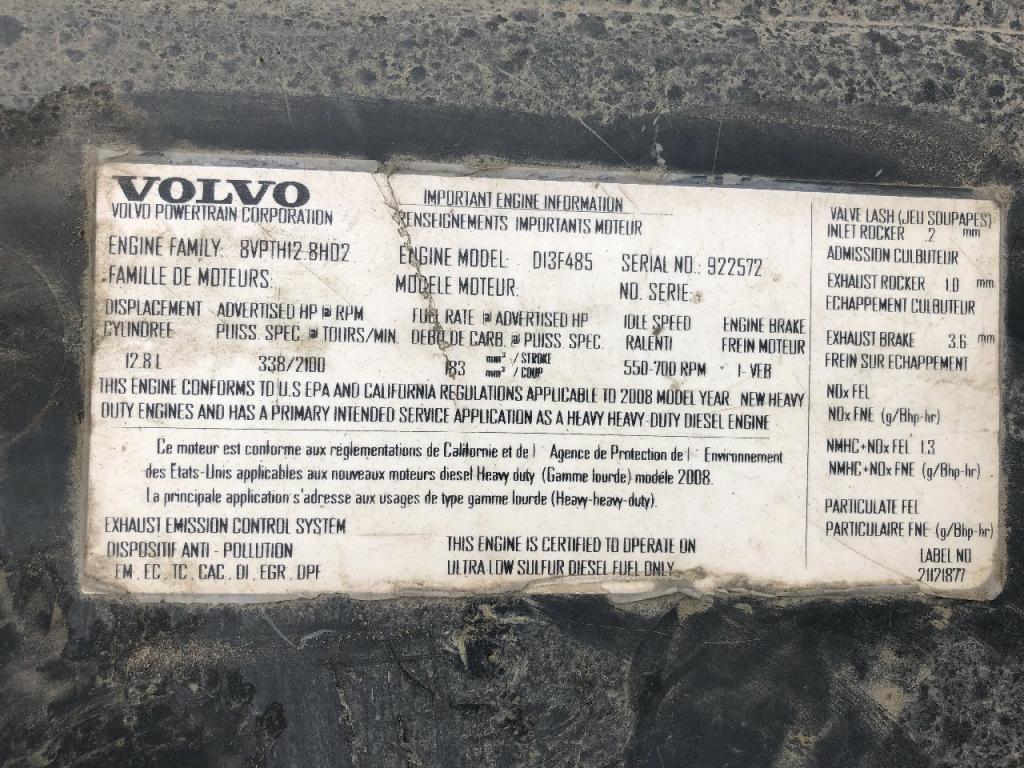 VOLVO
VOLVO POWERTRAIN CORPORATION
IMPORTANT ENGINE INFORMATION
RENSEIGNEMENTS IMPORTANTS MOTEUR
ENGINE FAMILY: 8VPTH12.8HD2
ENGINE MODEL: D13F485 SERIAL NO.: 922572
FAMILLE DE MOTEURS:
MODÈLE MOTEUR: NO. SERIE:
DISPLACEMENT ADVERTISED HP @ RPM FUEL RATE @ ADVERTISED HP IDLE SPEED ENGINE BRAKE
CYLINDREE PUISS. SPEC. @ TOURS/MIN. DEBIT DE CARB. @ PUISS SPEC. RALENTI FREIN MOTEUR
12.8 L 338/2100 183 mm³ / STROKE 550-700 RPM 1- VEB
mm³ / COUP
THIS ENGINE CONFORMS TO U.S EPA AND CALIFORNIA REGULATIONS APPLICABLE TO 2008 MODEL YEAR NEW HEAVY
DUTY ENGINES AND HAS A PRIMARY INTENDED SERVICE APPLICATION AS A HEAVY HEAVY-DUTY DIESEL ENGINE
Ce moteur est conforme aux réglementations de Californie et de l' Agence de Protection de l' Environnement
des Etats-Unis applicables aux nouveaux moteurs diesel Heavy duty (Gamme lourde) modéle 2008.
La principale application s'adresse aux usages de type gamme lourde (Heavy-heavy-duty).
EXHAUST EMISSION CONTROL SYSTEM
DISPOSITIF ANTI - POLLUTION
EM , EC , TC , CAC , DI , EGR , DPF
THIS ENGINE IS CERTIFIED TO OPERATE ON
ULTRA LOW SULFUR DIESEL FUEL ONLY
VALVE LASH (JEU SOUPAPES)
INLET ROCKER .2 mm
ADMISSION CULBUTEUR
EXHAUST ROCKER 1.0 mm
ECHAPPEMENT CULBUTEUR
EXHAUST BRAKE 3.6 mm
FREIN SUR ECHAPPEMENT
NOx FEL
NOx FNE (g/Bhp-hr)
NMHC+NOx FEL 1.3
NMHC+NOx FNE (g/Bhp-hr)
PARTICULATE FEL
PARTICULAIRE FNE (g/Bhp-hr)
LABEL NO
21121877